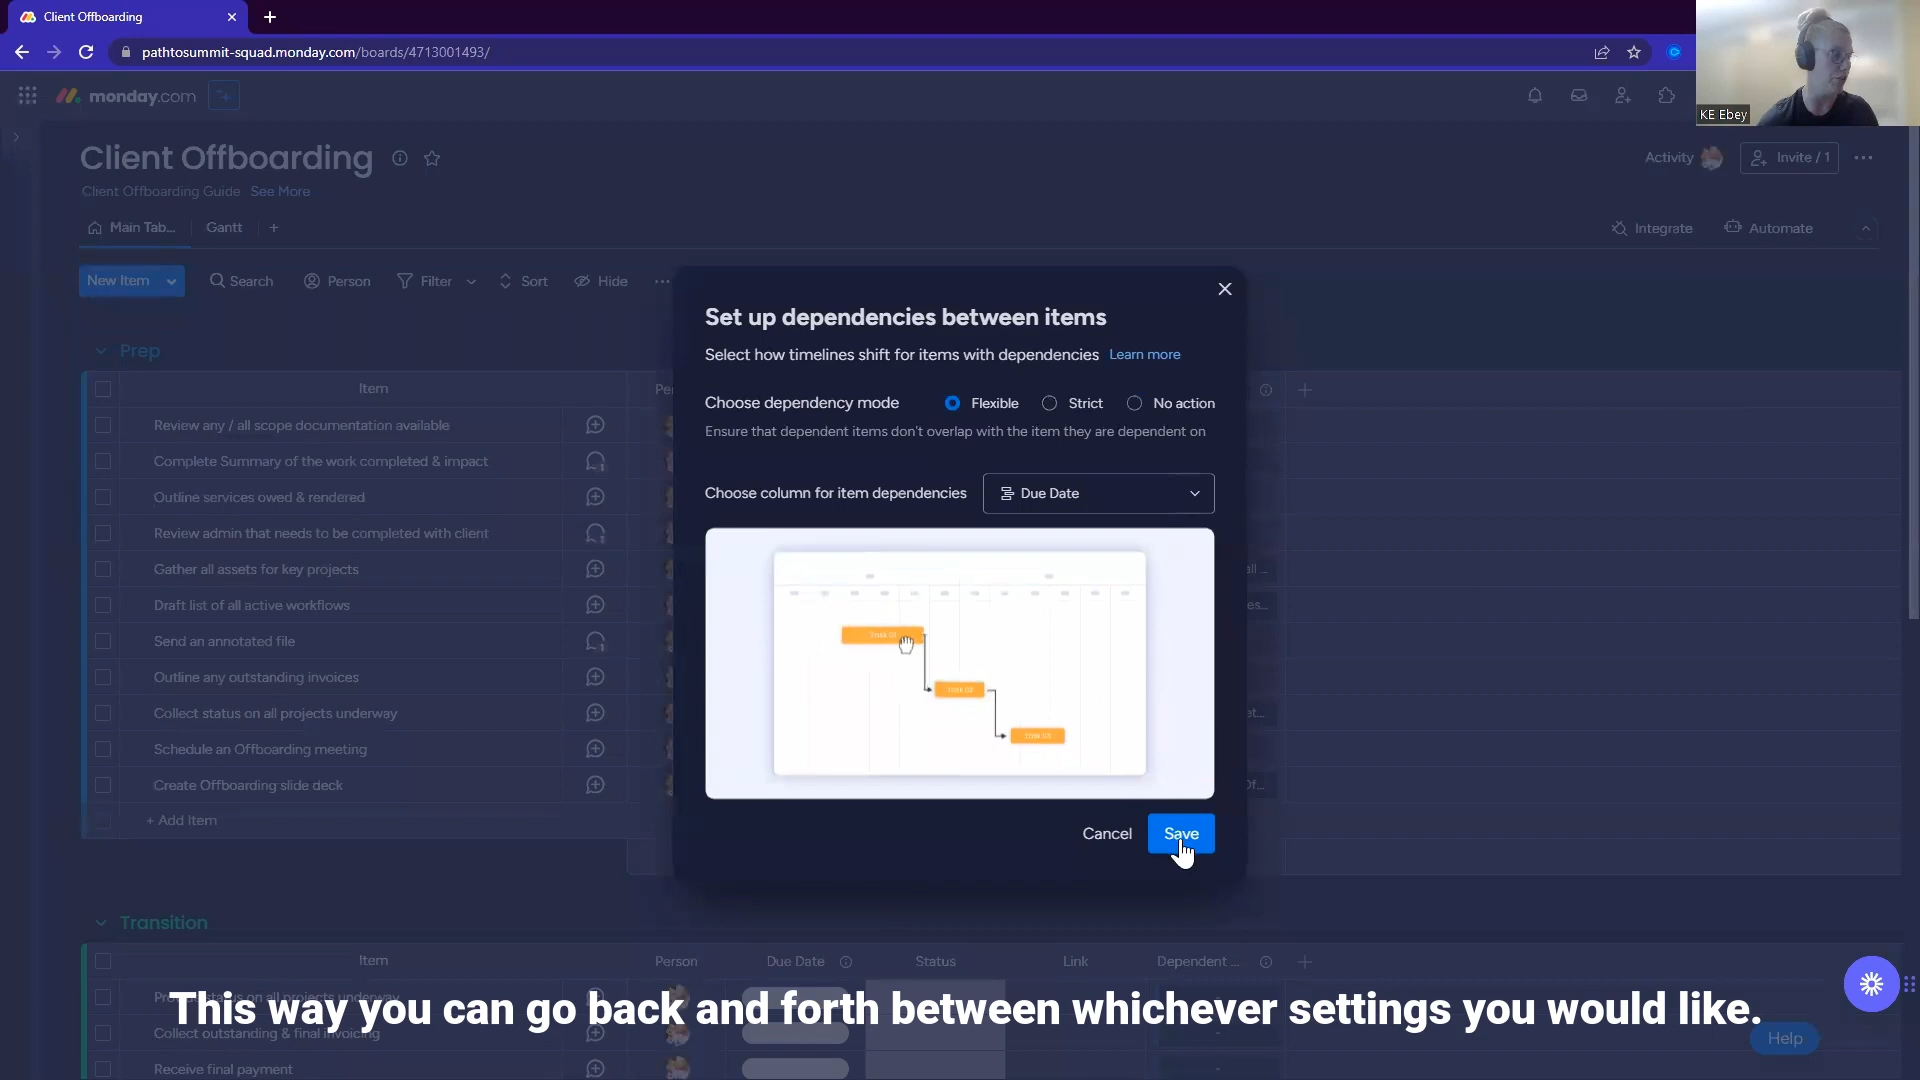 Client Offboarding
pathtosummit-squad.monday.com/boards/4713001493/
KE Ebey
monday.com
Client Offboarding
Activity
Invite / 1
Client Offboarding Guide See More
Main Tab...
Gantt
Integrate
Automate
New Item
Search
Person
Filter
Sort
Hide
Set up dependencies between items
Select how timelines shift for items with dependencies Learn more
Choose dependency mode
Flexible
Strict
No action
Ensure that dependent items don't overlap with the item they are dependent on
Choose column for item dependencies
Due Date
Cancel
Save
Prep
Item
Review any / all scope documentation available
Complete Summary of the work completed & impact
Outline services owed & rendered
Review admin that needs to be completed with client
Gather all assets for key projects
Draft list of all active workflows
Send an annotated file
Outline any outstanding invoices
Collect status on all projects underway
Schedule an Offboarding meeting
Create Offboarding slide deck
+ Add Item
Transition
Item
Person
Due Date
Status
Link
Dependent ...
status on all projects underway
Collect outstanding & final invoicing
Receive final payment
This way you can go back and forth between whichever settings you would like.
Help